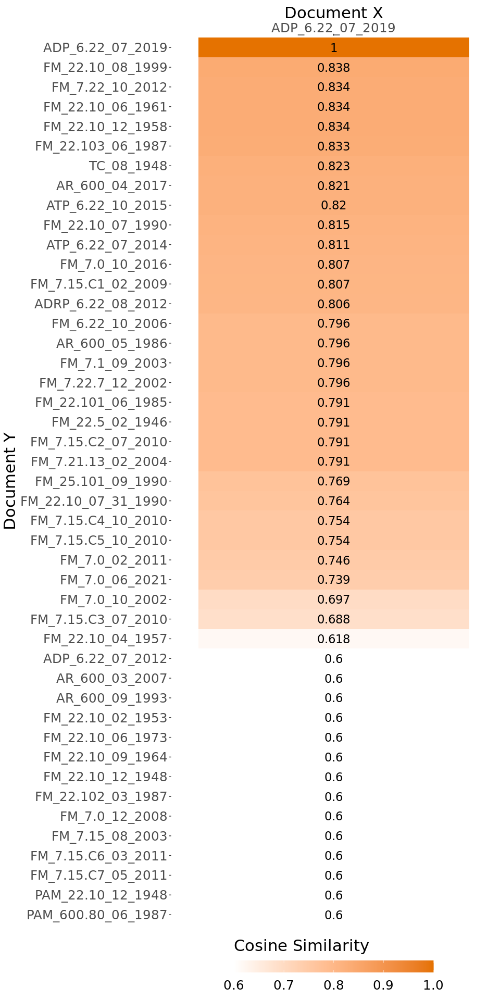 Document X
ADP_6.22_07_2019
ADP_6.22_07_2019 1
FM_22.10_08_1999 0.838
FM_7.22_10_2012 0.834
FM_22.10_06_1961 0.834
FM_22.10_12_1958 0.834
FM_22.103_06_1987 0.833
TC_08_1948 0.823
AR_600_04_2017 0.821
ATP_6.22_10_2015 0.82
FM_22.10_07_1990 0.815
ATP_6.22_07_2014 0.811
FM_7.0_10_2016 0.807
FM_7.15.C1_02_2009 0.807
ADRP_6.22_08_2012 0.806
FM_6.22_10_2006 0.796
AR_600_05_1986 0.796
FM_7.1_09_2003 0.796
FM_7.22.7_12_2002 0.796
FM_22.101_06_1985 0.791
FM_22.5_02_1946 0.791
FM_7.15.C2_07_2010 0.791
FM_7.21.13_02_2004 0.791
FM_25.101_09_1990 0.769
FM_22.10_07_31_1990 0.764
FM_7.15.C4_10_2010 0.754
FM_7.15.C5_10_2010 0.754
FM_7.0_02_2011 0.746
FM_7.0_06_2021 0.739
FM_7.0_10_2002 0.697
FM_7.15.C3_07_2010 0.688
FM_22.10_04_1957 0.618
ADP_6.22_07_2012 0.6
AR_600_03_2007 0.6
AR_600_09_1993 0.6
FM_22.10_02_1953 0.6
FM_22.10_06_1973 0.6
FM_22.10_09_1964 0.6
FM_22.10_12_1948 0.6
FM_22.102_03_1987 0.6
FM_7.0_12_2008 0.6
FM_7.15_08_2003 0.6
FM_7.15.C6_03_2011 0.6
FM_7.15.C7_05_2011 0.6
PAM_22.10_12_1948 0.6
PAM_600.80_06_1987 0.6
Document Y
Cosine Similarity
0.6 0.7 0.8 0.9 1.0